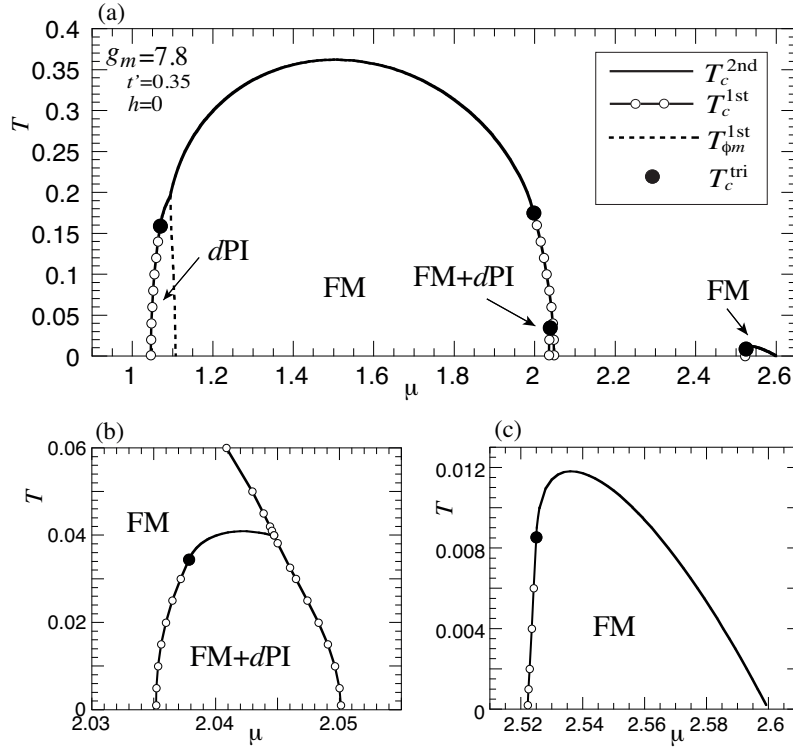 (a)
g_m=7.8
t'=0.35
h=0
T_c^2nd
T_c^1st
T_ϕm^1st
T_c^tri
0.4
0.35
0.3
0.25
0.2
0.15
0.1
0.05
0
T
dPI
FM
FM+dPI
FM
1 1.2 1.4 1.6 1.8 2 2.2 2.4 2.6
μ
(b)
0.06
0.04
0.02
0
T
FM
FM+dPI
2.03 2.04 2.05
μ
(c)
0.012
0.008
0.004
0
T
FM
2.52 2.54 2.56 2.58 2.6
μ